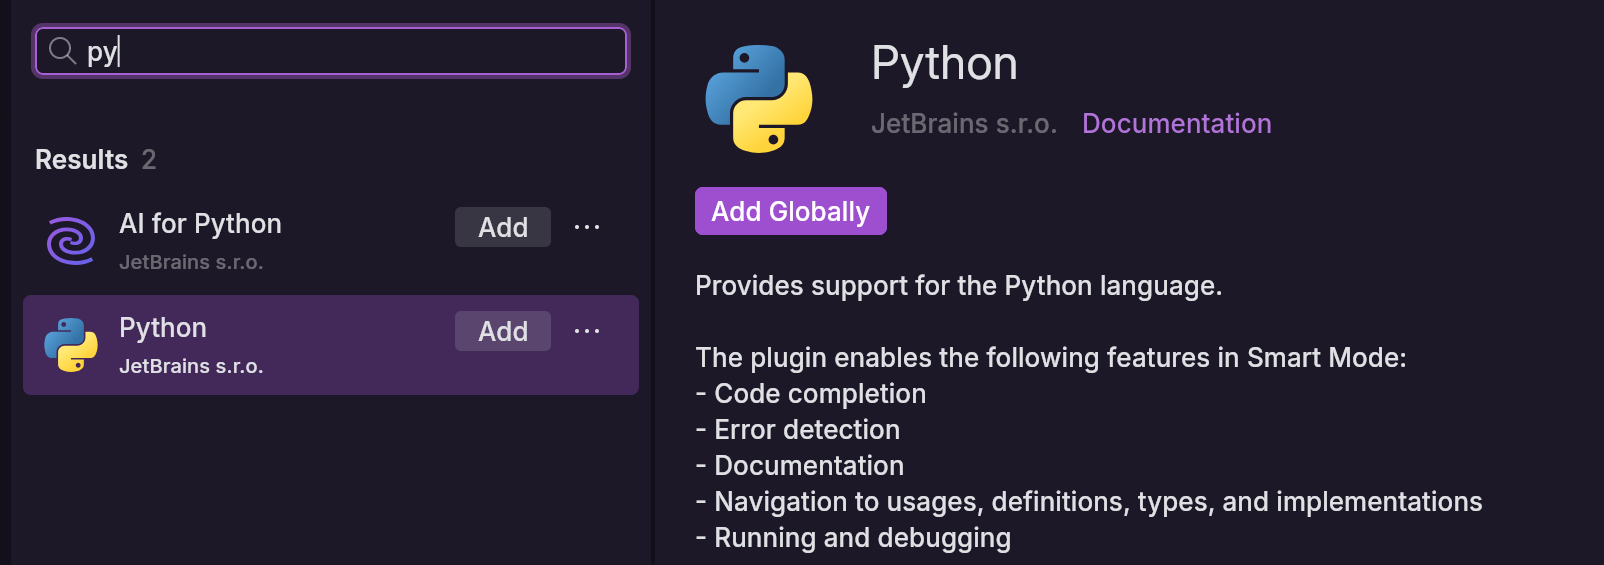 py
Results 2
AI for Python
JetBrains s.r.o.
Add
Python
JetBrains s.r.o.
Add
Python
JetBrains s.r.o. Documentation
Add Globally
Provides support for the Python language.
The plugin enables the following features in Smart Mode:
- Code completion
- Error detection
- Documentation
- Navigation to usages, definitions, types, and implementations
- Running and debugging